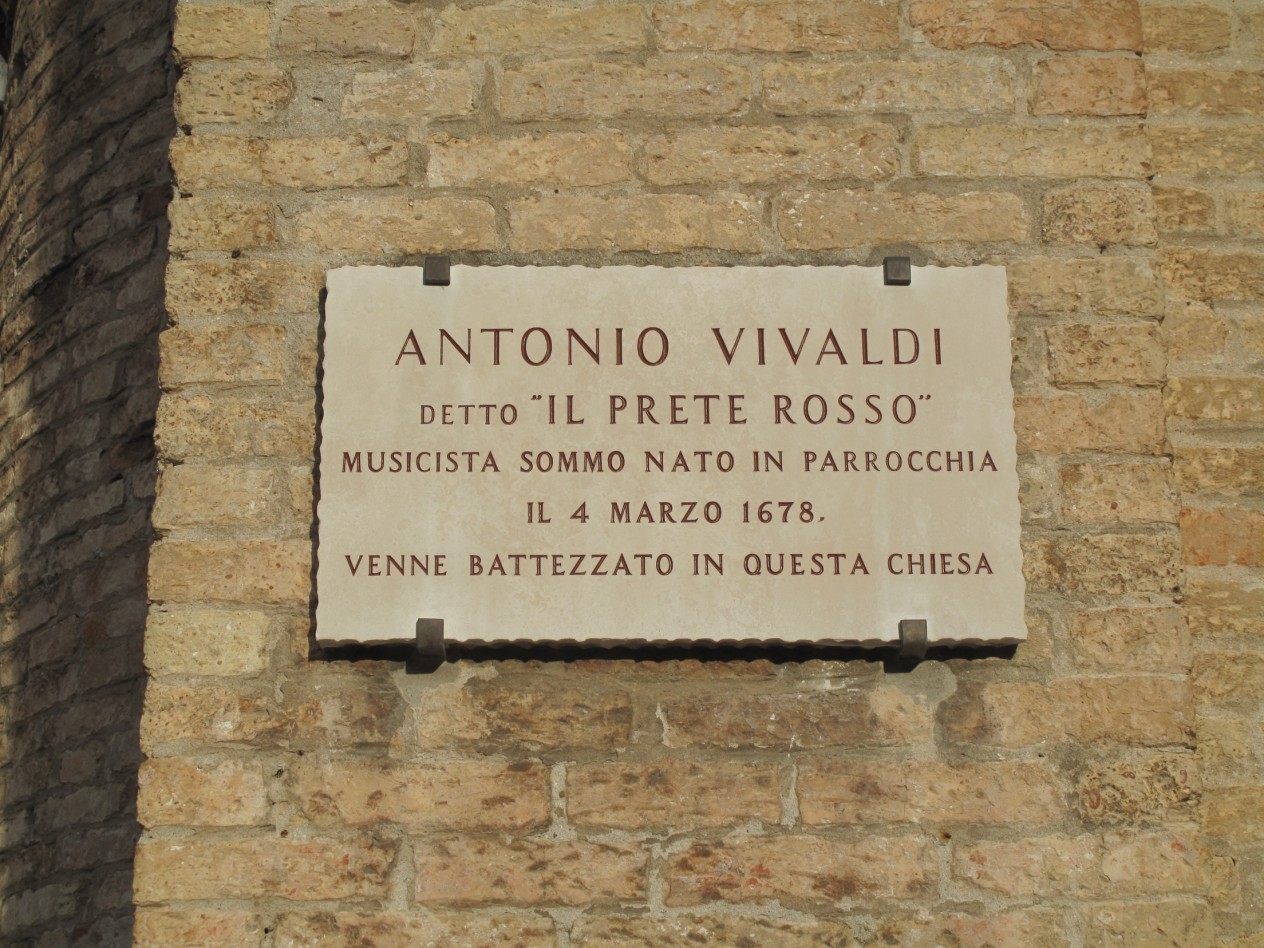 ANTONIO VIVALDI
DETTO "IL PRETE ROSSO"
MUSICISTA SOMMO NATO IN PARROCCHIA
IL 4 MARZO 1678.
VENNE BATTEZZATO IN QUESTA CHIESA